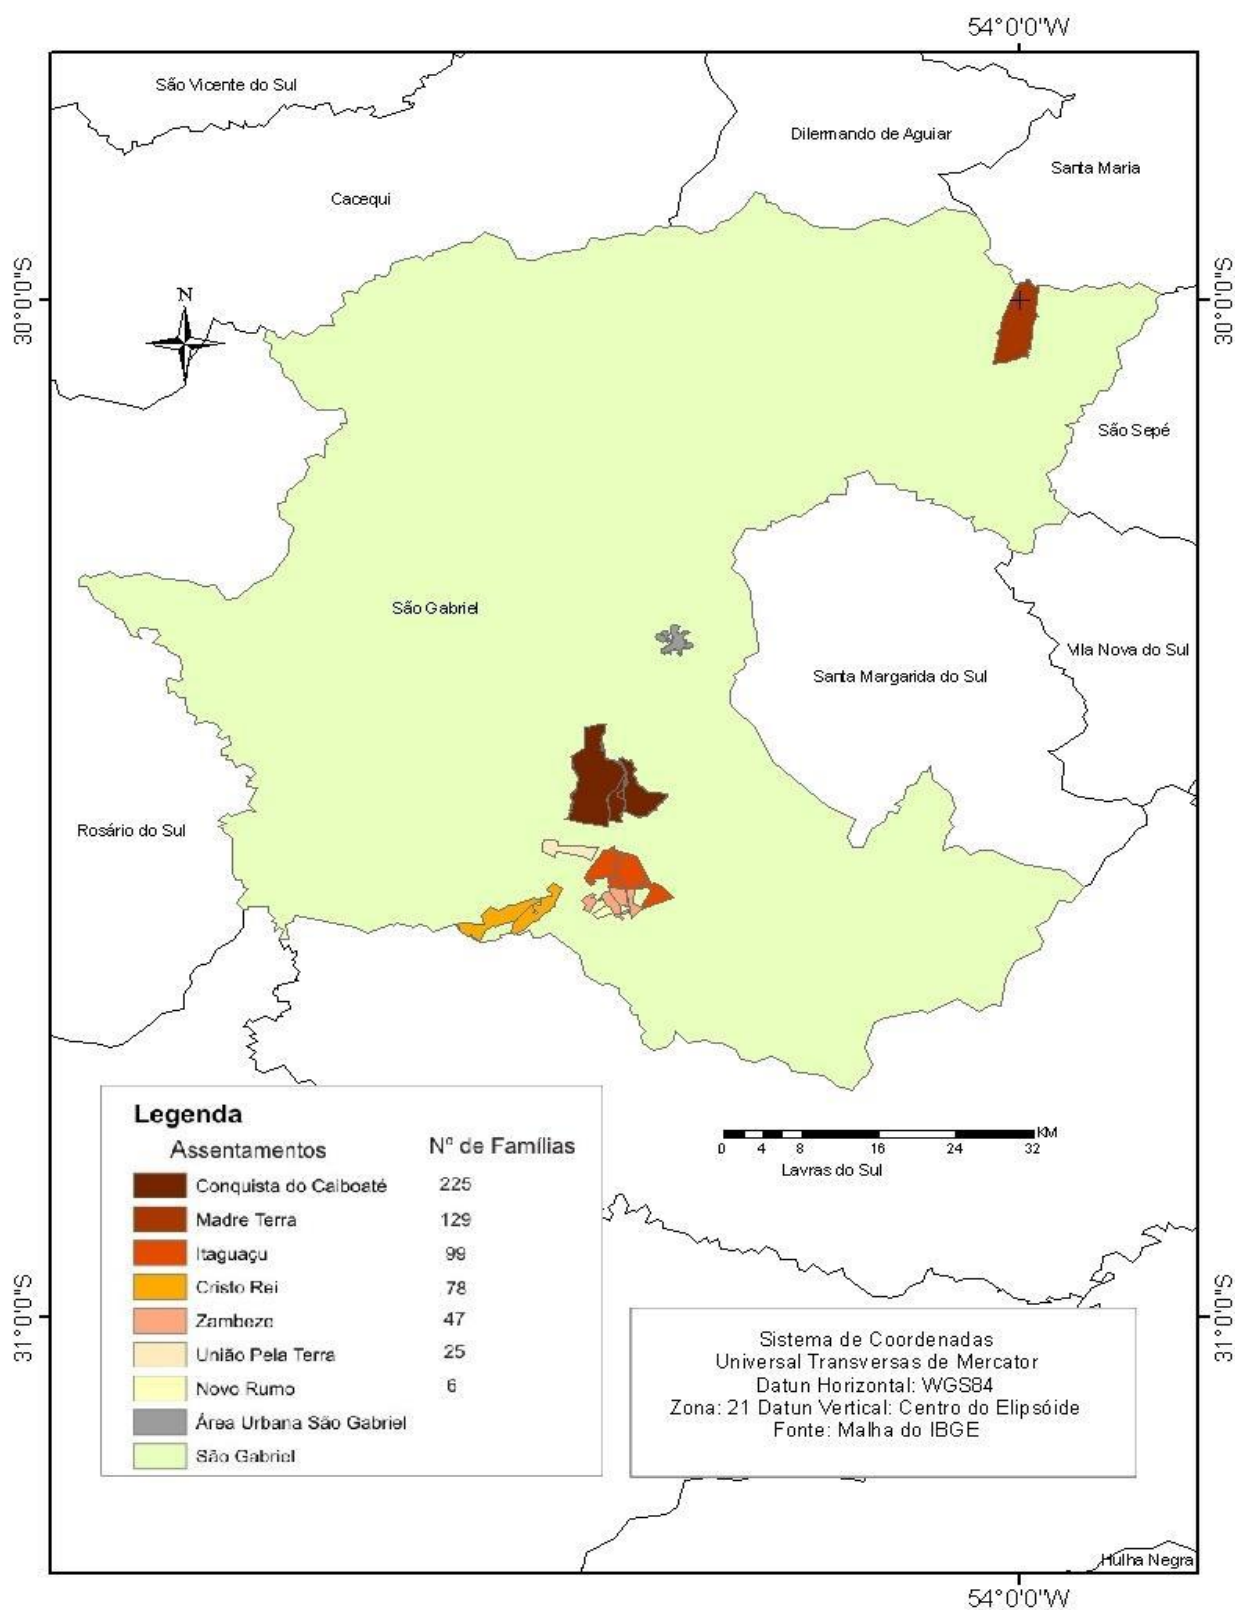 54°0'0"W
São Vicente do Sul
Dilermando de Aguiar
Santa Maria
Cacequi
30°0'0"S
30°0'0"S
N
São Sepé
São Gabriel
Vila Nova do Sul
Santa Margarida do Sul
Rosário do Sul
Legenda
Assentamentos Nº de Famílias
Conquista do Caiboaté 225
Madre Terra 129
Itaguaçu 99
Cristo Rei 78
Zambeze 47
União Pela Terra 25
Novo Rumo 6
Área Urbana São Gabriel
São Gabriel
KM
0 4 8 16 24 32
Lavras do Sul
31°0'0"S
31°0'0"S
Sistema de Coordenadas
Universal Transversas de Mercator
Datun Horizontal: WGS84
Zona: 21 Datun Vertical: Centro do Elipsóide
Fonte: Malha do IBGE
Hulha Negra
54°0'0"W